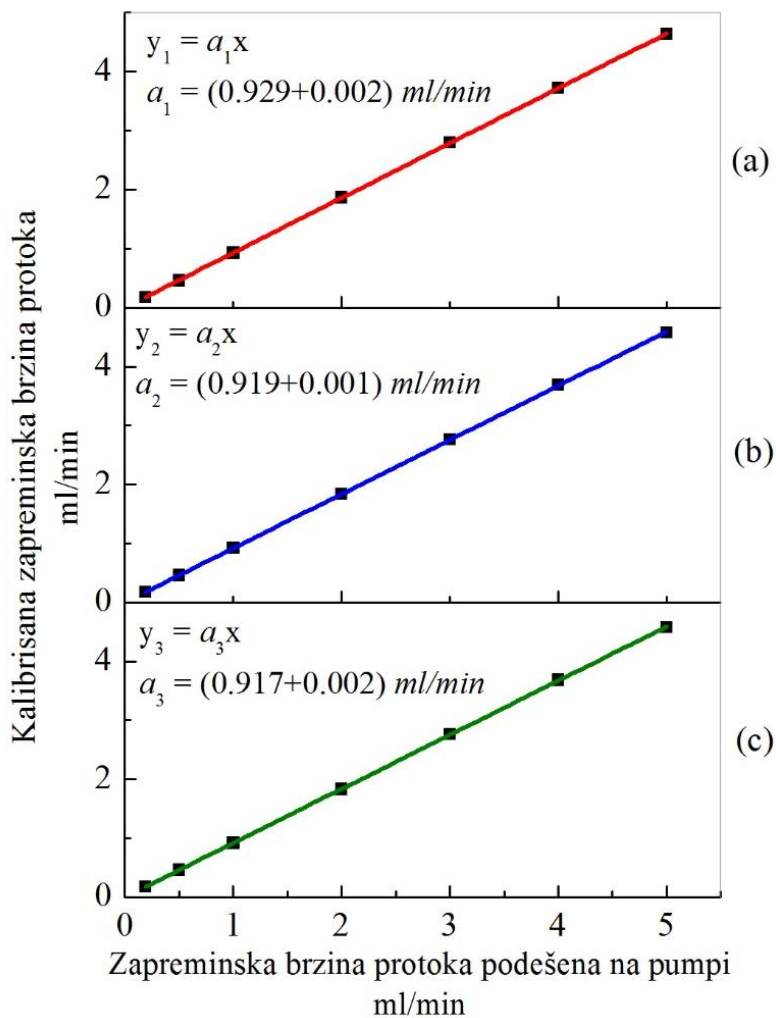 Kalibrisana zapreminska brzina protoka
ml/min
4
2
0
y₁ = a₁x
a₁ = (0.929+0.002) ml/min
(a)
4
2
0
y₂ = a₂x
a₂ = (0.919+0.001) ml/min
(b)
4
2
0
y₃ = a₃x
a₃ = (0.917+0.002) ml/min
(c)
0 1 2 3 4 5
Zapreminska brzina protoka podešena na pumpi
ml/min